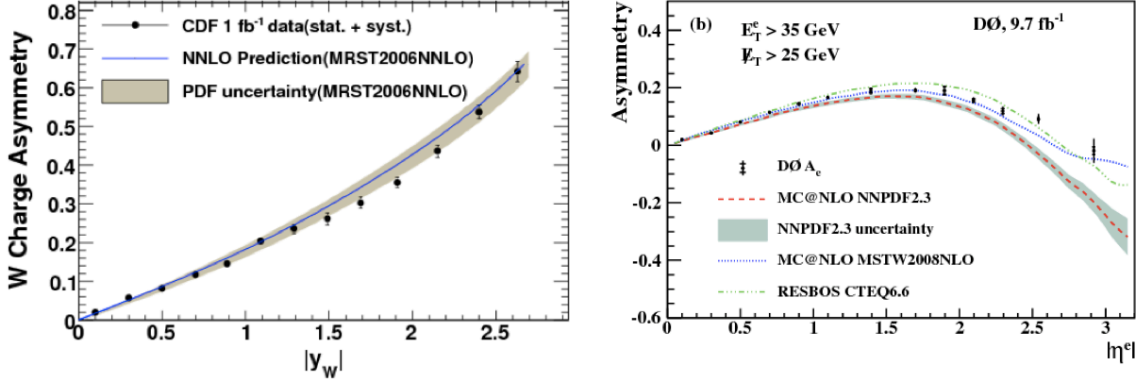 CDF 1 fb⁻¹ data(stat. + syst.)
NNLO Prediction(MRST2006NNLO)
PDF uncertainty(MRST2006NNLO)
W Charge Asymmetry
0.8
0.7
0.6
0.5
0.4
0.3
0.2
0.1
0
0
0.5
1.0
1.5
2.0
2.5
|y_W|
(b)
E_T^e > 35 GeV
E̸_T > 25 GeV
DØ, 9.7 fb⁻¹
Asymmetry
0.4
0.2
0
-0.2
-0.4
-0.6
DØ A_e
MC@NLO NNPDF2.3
NNPDF2.3 uncertainty
MC@NLO MSTW2008NLO
RESBOS CTEQ6.6
0
0.5
1
1.5
2
2.5
3
|η^e|